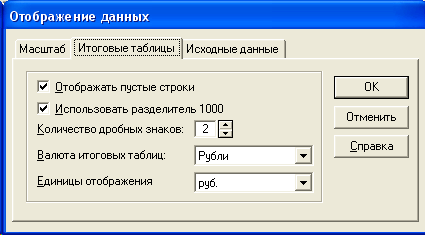 Отображение данных
Масштаб Итоговые таблицы Исходные данные
Отображать пустые строки
Использовать разделитель 1000
Количество дробных знаков: 2
Валюта итоговых таблиц: Рубли
Единицы отображения руб.
OK
Отменить
Справка